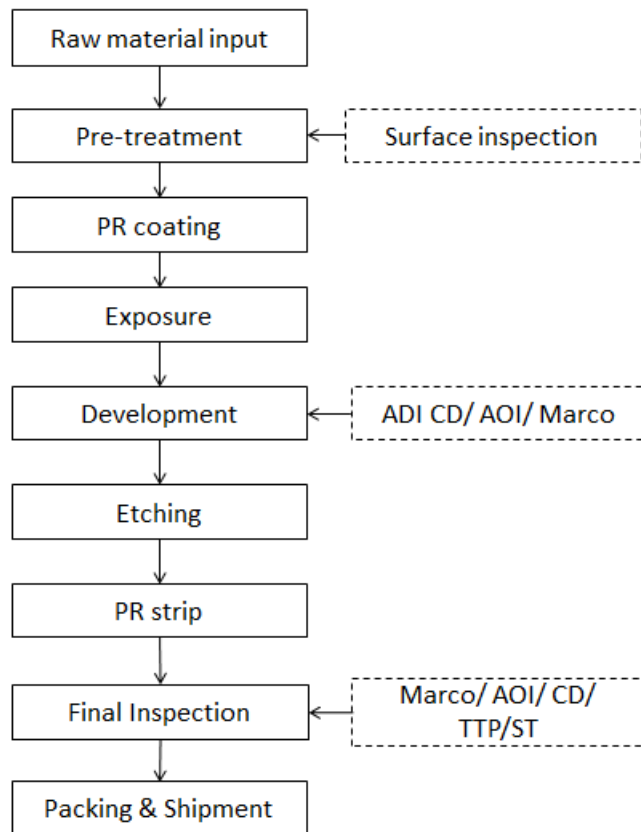 Raw material input
Pre-treatment
Surface inspection
PR coating
Exposure
Development
ADI CD/ AOI/ Marco
Etching
PR strip
Final Inspection
Marco/ AOI/ CD/
TTP/ST
Packing & Shipment